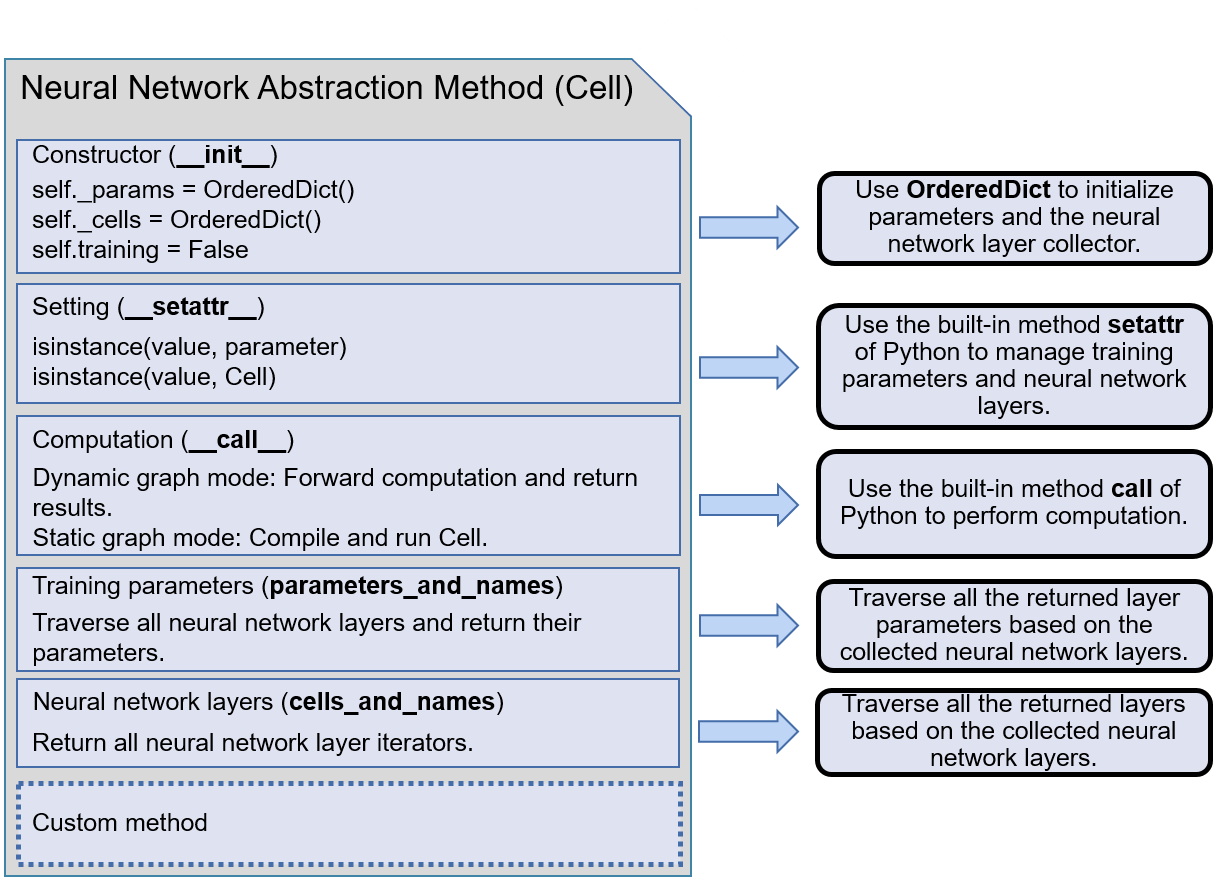 Neural Network Abstraction Method (Cell)
Constructor (__init__)
self._params = OrderedDict()
self._cells = OrderedDict()
self.training = False
Use OrderedDict to initialize
parameters and the neural
network layer collector.
Setting (__setattr__)
isinstance(value, parameter)
isinstance(value, Cell)
Use the built-in method setattr
of Python to manage training
parameters and neural network
layers.
Computation (__call__)
Dynamic graph mode: Forward computation and return
results.
Static graph mode: Compile and run Cell.
Use the built-in method call of
Python to perform computation.
Training parameters (parameters_and_names)
Traverse all neural network layers and return their
parameters.
Traverse all the returned layer
parameters based on the
collected neural network layers.
Neural network layers (cells_and_names)
Return all neural network layer iterators.
Traverse all the returned layers
based on the collected neural
network layers.
Custom method